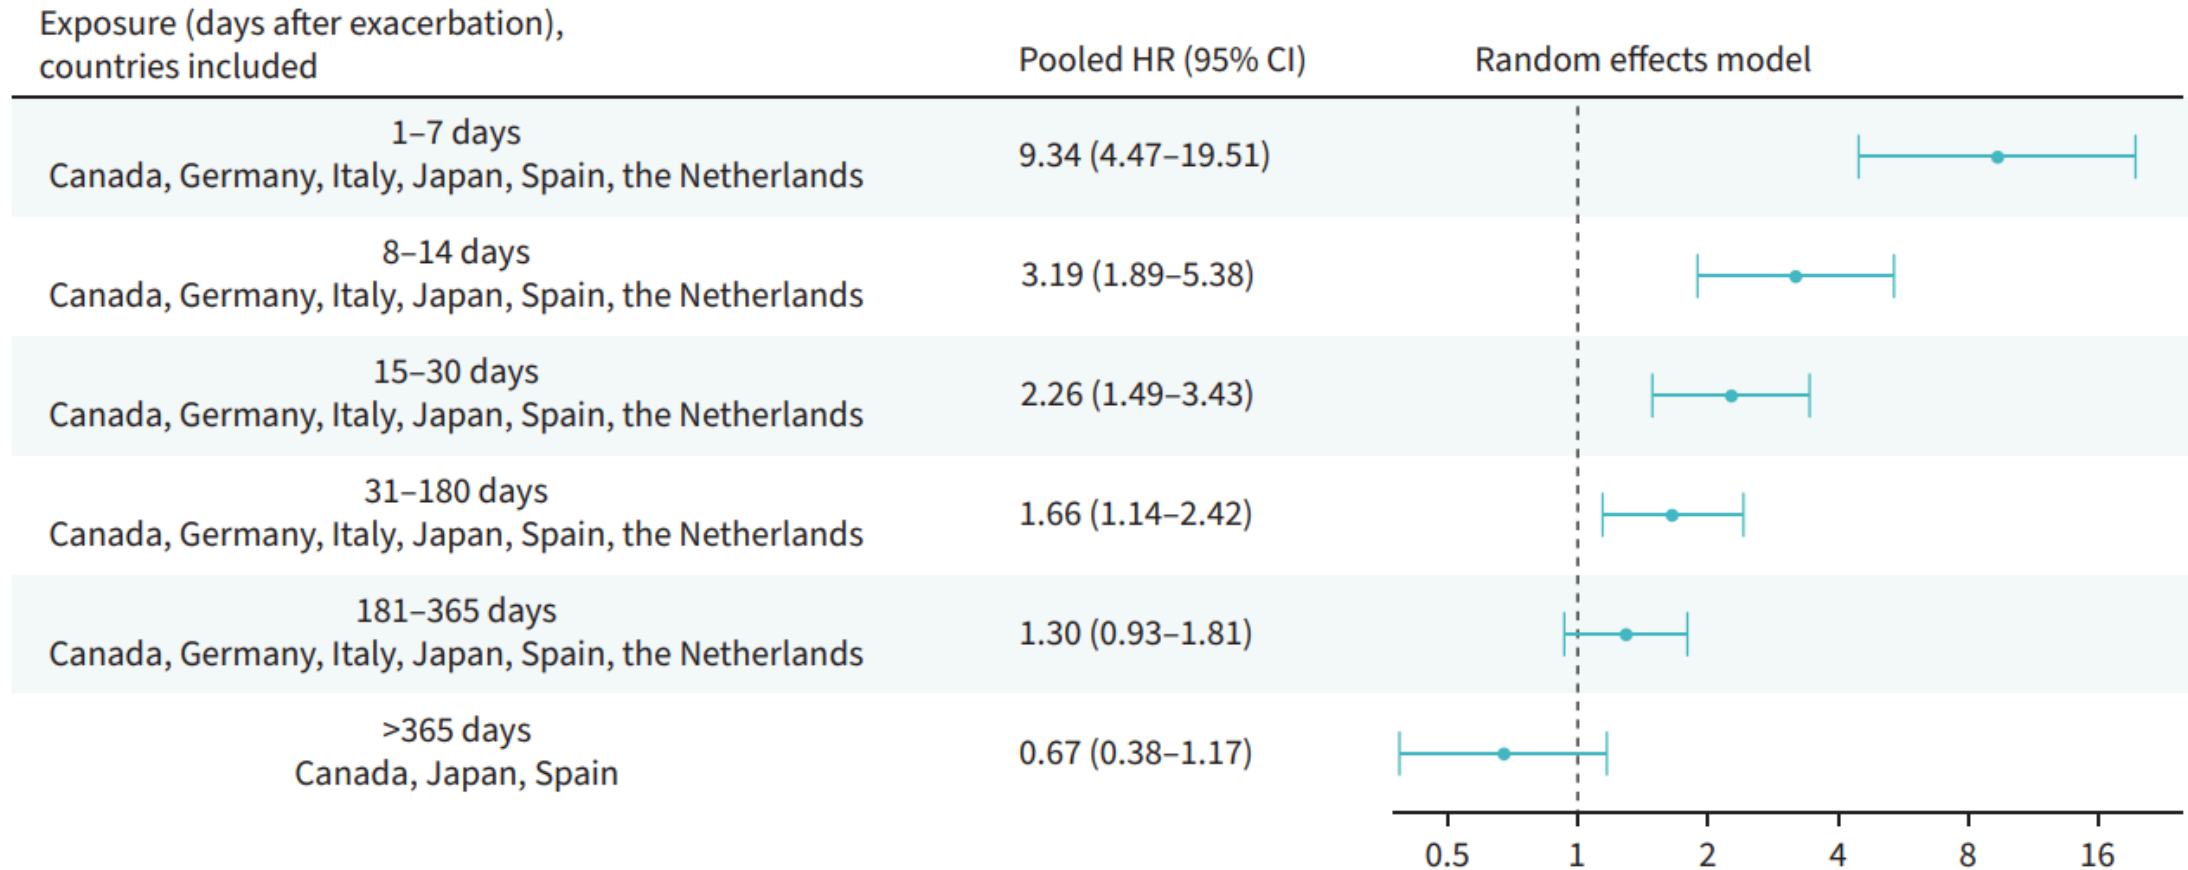 Exposure (days after exacerbation),
countries included
Pooled HR (95% CI)
Random effects model
1–7 days
Canada, Germany, Italy, Japan, Spain, the Netherlands
9.34 (4.47–19.51)
8–14 days
Canada, Germany, Italy, Japan, Spain, the Netherlands
3.19 (1.89–5.38)
15–30 days
Canada, Germany, Italy, Japan, Spain, the Netherlands
2.26 (1.49–3.43)
31–180 days
Canada, Germany, Italy, Japan, Spain, the Netherlands
1.66 (1.14–2.42)
181–365 days
Canada, Germany, Italy, Japan, Spain, the Netherlands
1.30 (0.93–1.81)
>365 days
Canada, Japan, Spain
0.67 (0.38–1.17)
0.5 1 2 4 8 16